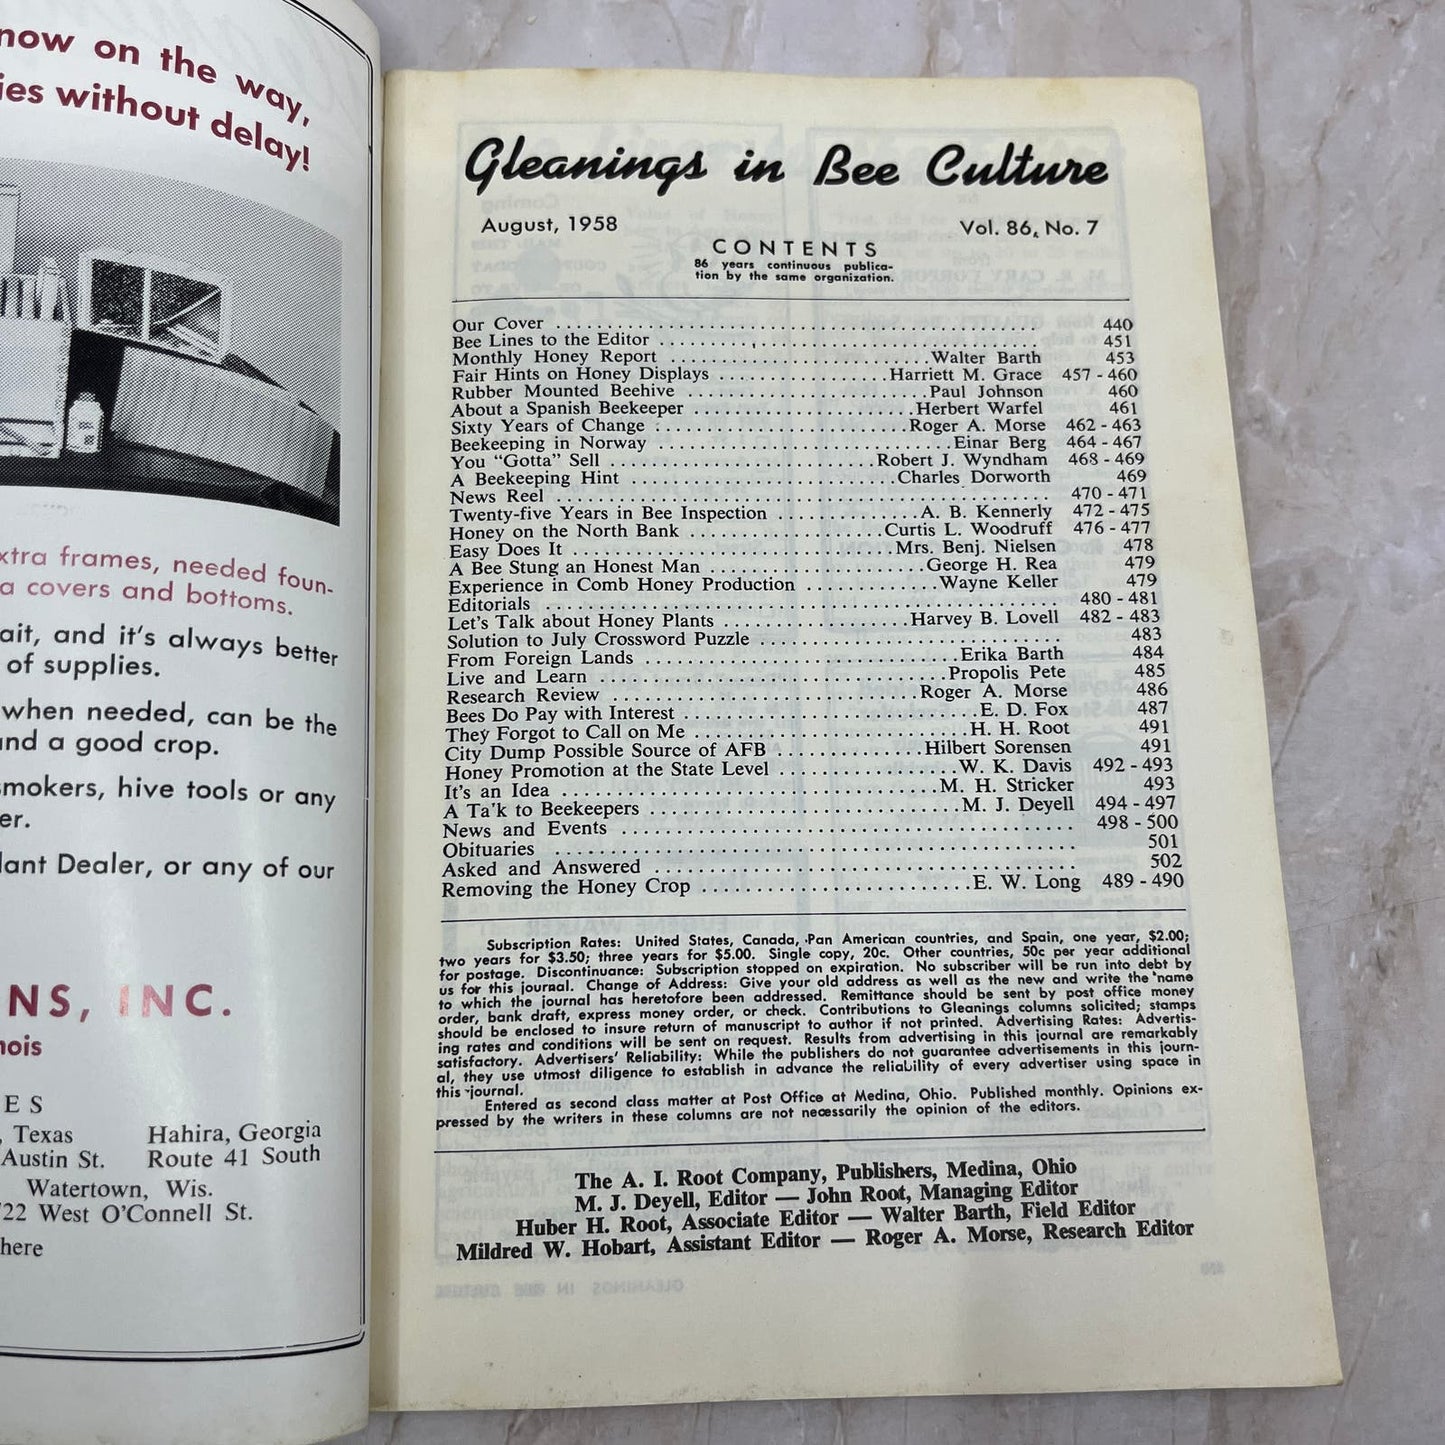 now on the way,
ies without delay!
xtra frames, needed foun-
a covers and bottoms.
ait, and it's always better
of supplies.
when needed, can be the
nd a good crop.
smokers, hive tools or any
er.
dant Dealer, or any of our
NS, INC.
nois
E S
, Texas Hahira, Georgia
Austin St. Route 41 South
Watertown, Wis.
722 West O'Connell St.
here
Gleanings in Bee Culture
August, 1958 Vol. 86, No. 7
CONTENTS
86 years continuous publica-
tion by the same organization.
Our Cover ........ 440
Bee Lines to the Editor ........ 451
Monthly Honey Report ........ Walter Barth 453
Fair Hints on Honey Displays ........ Harriett M. Grace 457 - 460
Rubber Mounted Beehive ........ Paul Johnson 460
About a Spanish Beekeeper ........ Herbert Warfel 461
Sixty Years of Change ........ Roger A. Morse 462 - 463
Beekeeping in Norway ........ Einar Berg 464 - 467
You "Gotta" Sell ........ Robert J. Wyndham 468 - 469
A Beekeeping Hint ........ Charles Dorworth 469
News Reel ........ 470 - 471
Twenty-five Years in Bee Inspection ........ A. B. Kennerly 472 - 475
Honey on the North Bank ........ Curtis L. Woodruff 476 - 477
Easy Does It ........ Mrs. Benj. Nielsen 478
A Bee Stung an Honest Man ........ George H. Rea 479
Experience in Comb Honey Production ........ Wayne Keller 479
Editorials ........ 480 - 481
Let's Talk about Honey Plants ........ Harvey B. Lovell 482 - 483
Solution to July Crossword Puzzle ........ 483
From Foreign Lands ........ Erika Barth 484
Live and Learn ........ Propolis Pete 485
Research Review ........ Roger A. Morse 486
Bees Do Pay with Interest ........ E. D. Fox 487
They Forgot to Call on Me ........ H. H. Root 491
City Dump Possible Source of AFB ........ Hilbert Sorensen 491
Honey Promotion at the State Level ........ W. K. Davis 492 - 493
It's an Idea ........ M. H. Stricker 493
A Ta'k to Beekeepers ........ M. J. Deyell 494 - 497
News and Events ........ 498 - 500
Obituaries ........ 501
Asked and Answered ........ 502
Removing the Honey Crop ........ E. W. Long 489 - 490
Subscription Rates: United States, Canada, Pan American countries, and Spain, one year, $2.00;
two years for $3.50; three years for $5.00. Single copy, 20c. Other countries, 50c per year additional
for postage. Discontinuance: Subscription stopped on expiration. No subscriber will be run into debt by
us for this journal. Change of Address: Give your old address as well as the new and write the name
to which the journal has heretofore been addressed. Remittance should be sent by post office money
order, bank draft, express money order, or check. Contributions to Gleanings columns solicited; stamps
should be enclosed to insure return of manuscript to author if not printed. Advertising Rates: Advertis-
ing rates and conditions will be sent on request. Results from advertising in this journal are remarkably
satisfactory. Advertisers' Reliability: While the publishers do not guarantee advertisements in this journ-
al, they use utmost diligence to establish in advance the reliability of every advertiser using space in
this journal.
Entered as second class matter at Post Office at Medina, Ohio. Published monthly. Opinions ex-
pressed by the writers in these columns are not necessarily the opinion of the editors.
The A. I. Root Company, Publishers, Medina, Ohio
M. J. Deyell, Editor — John Root, Managing Editor
Huber H. Root, Associate Editor — Walter Barth, Field Editor
Mildred W. Hobart, Assistant Editor — Roger A. Morse, Research Editor